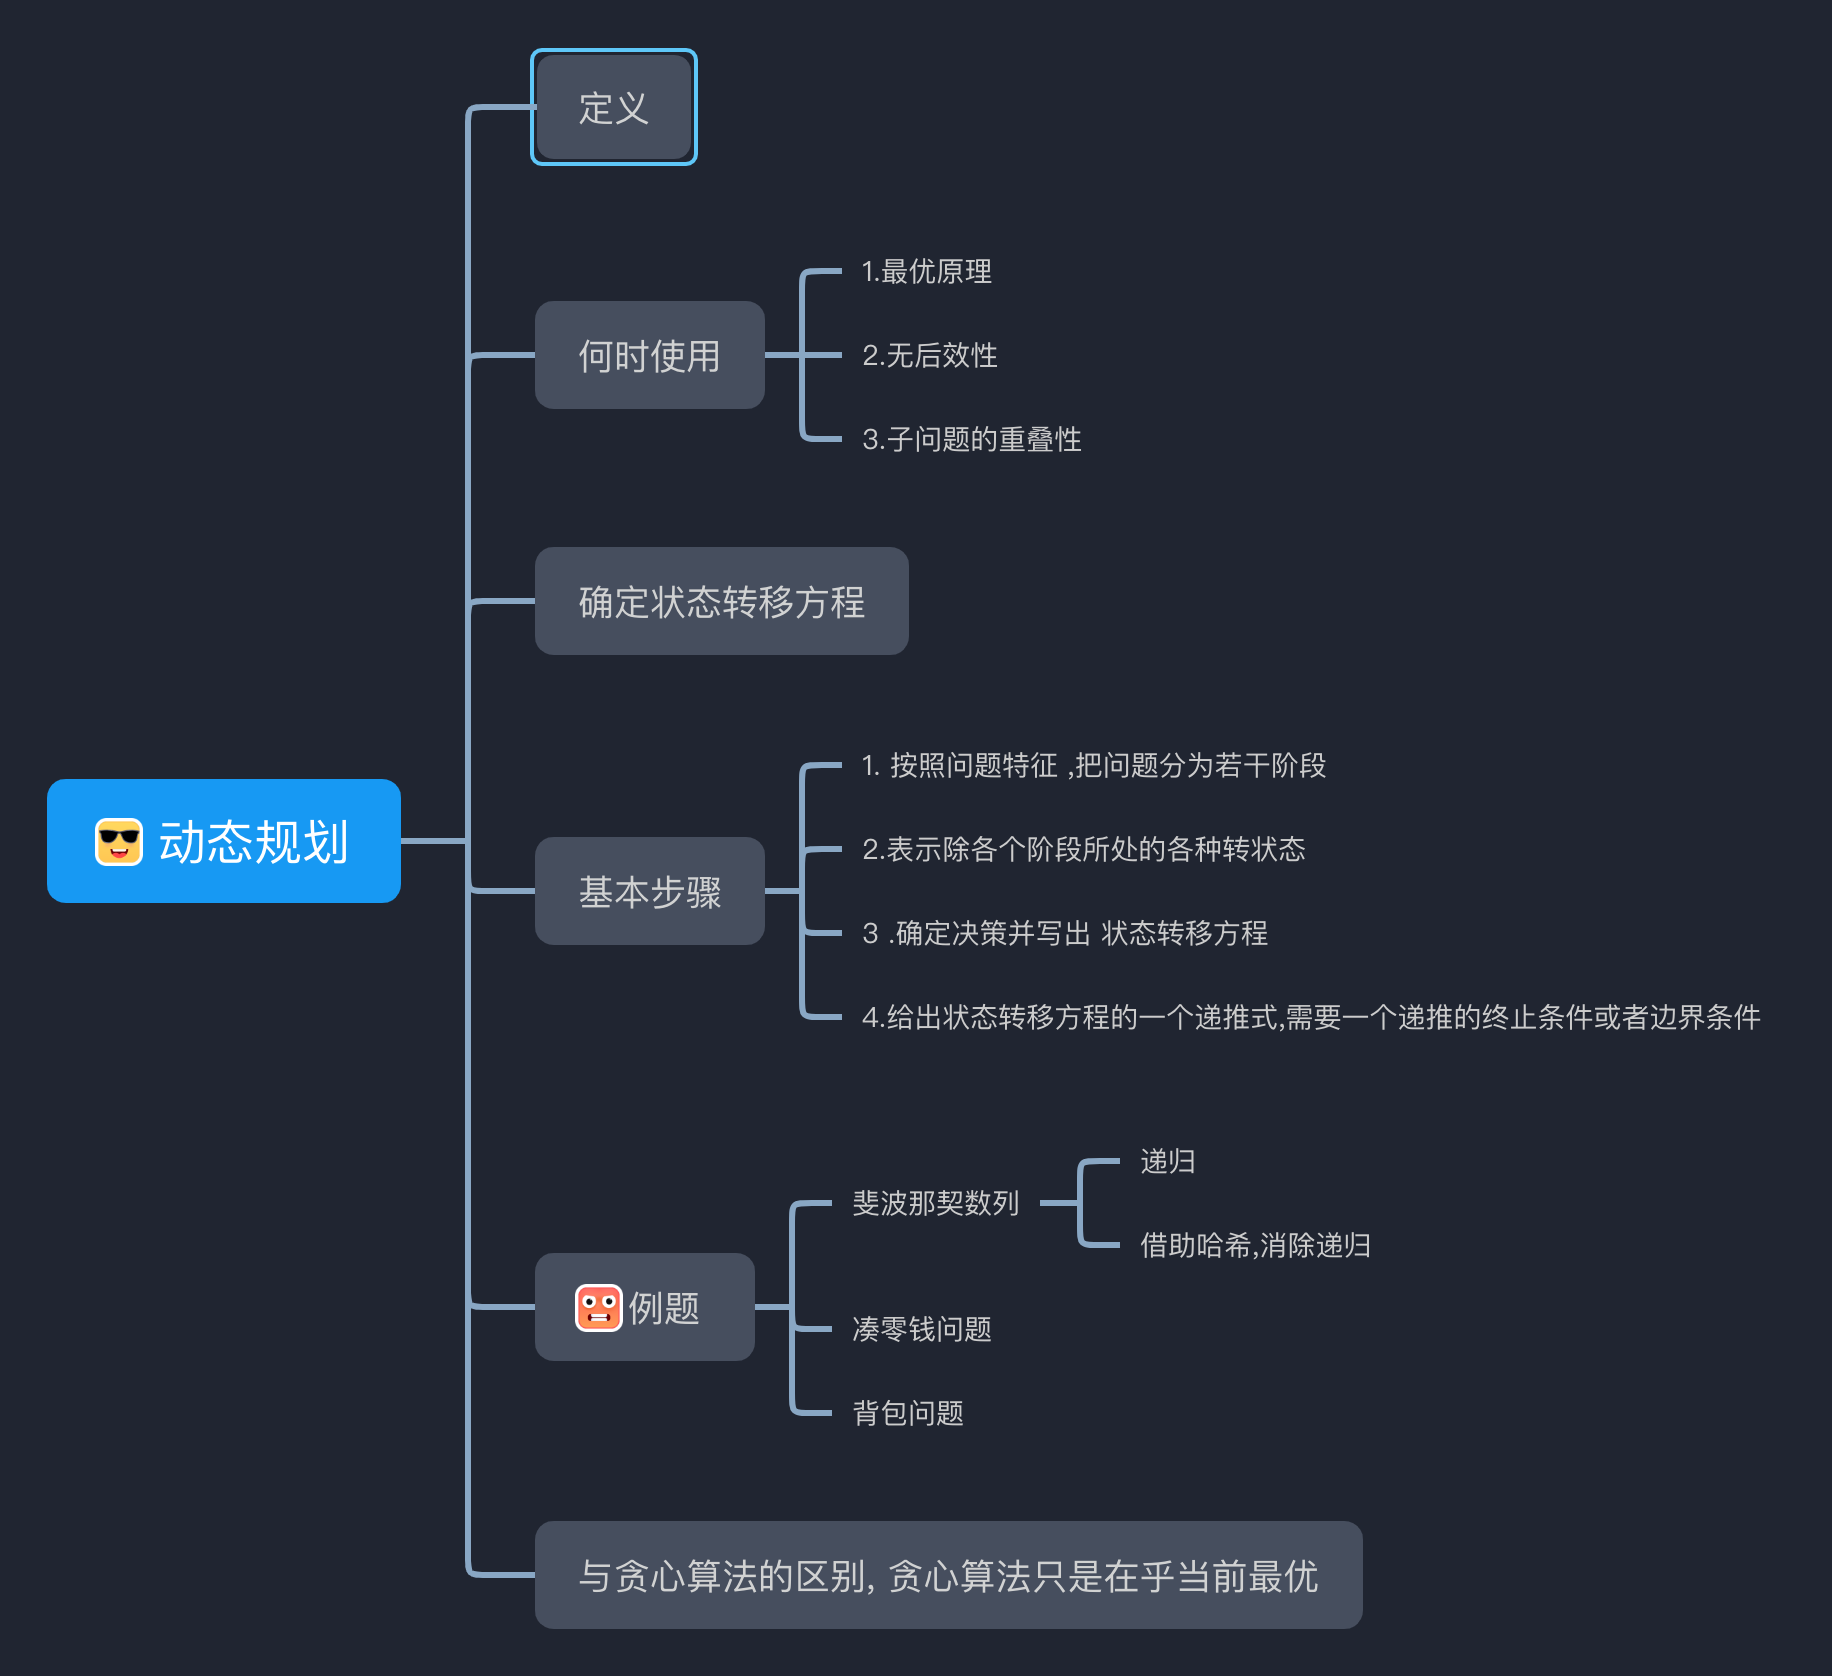 定义
1.最优原理
何时使用
2.无后效性
3.子问题的重叠性
确定状态转移方程
1. 按照问题特征 ,把问题分为若干阶段
动态规划
2.表示除各个阶段所处的各种转状态
基本步骤
3 .确定决策并写出 状态转移方程
4.给出状态转移方程的一个递推式,需要一个递推的终止条件或者边界条件
递归
斐波那契数列
借助哈希,消除递归
例题
凑零钱问题
背包问题
与贪心算法的区别, 贪心算法只是在乎当前最优